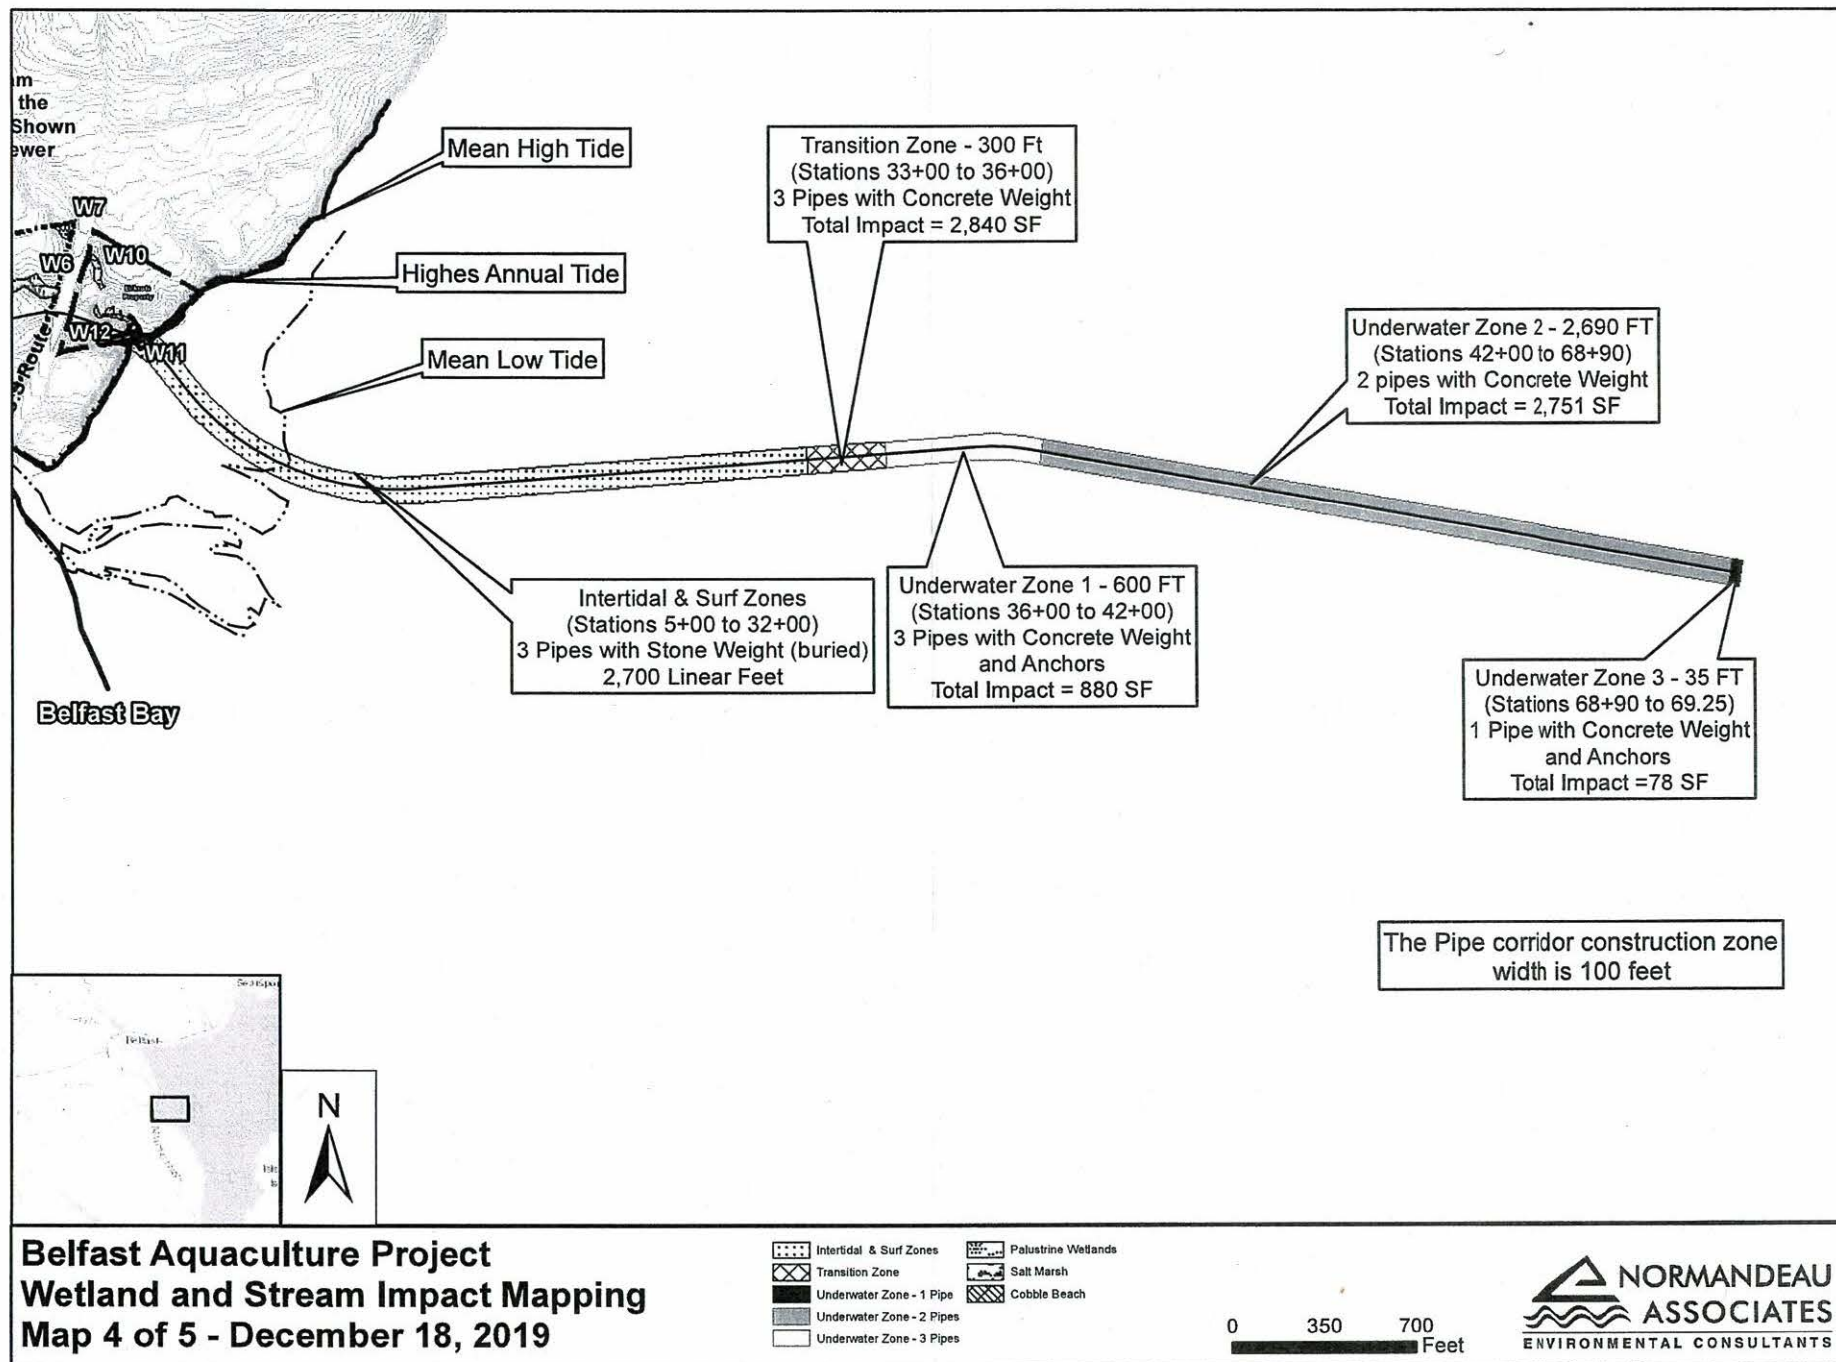 m
the
Shown
ewer
Mean High Tide
Transition Zone - 300 Ft
(Stations 33+00 to 36+00)
3 Pipes with Concrete Weight
Total Impact = 2,840 SF
W7
W6
W10
Highes Annual Tide
W12
W11
Route
Mean Low Tide
Underwater Zone 2 - 2,690 FT
(Stations 42+00 to 68+90)
2 pipes with Concrete Weight
Total Impact = 2,751 SF
Intertidal & Surf Zones
(Stations 5+00 to 32+00)
3 Pipes with Stone Weight (buried)
2,700 Linear Feet
Underwater Zone 1 - 600 FT
(Stations 36+00 to 42+00)
3 Pipes with Concrete Weight
and Anchors
Total Impact = 880 SF
Underwater Zone 3 - 35 FT
(Stations 68+90 to 69.25)
1 Pipe with Concrete Weight
and Anchors
Total Impact =78 SF
Belfast Bay
The Pipe corridor construction zone
width is 100 feet
Belfast
N
Belfast Aquaculture Project
Wetland and Stream Impact Mapping
Map 4 of 5 - December 18, 2019
Intertidal & Surf Zones
Transition Zone
Underwater Zone - 1 Pipe
Underwater Zone - 2 Pipes
Underwater Zone - 3 Pipes
Palustrine Wetlands
Salt Marsh
Cobble Beach
0 350 700
Feet
NORMANDEAU
ASSOCIATES
ENVIRONMENTAL CONSULTANTS